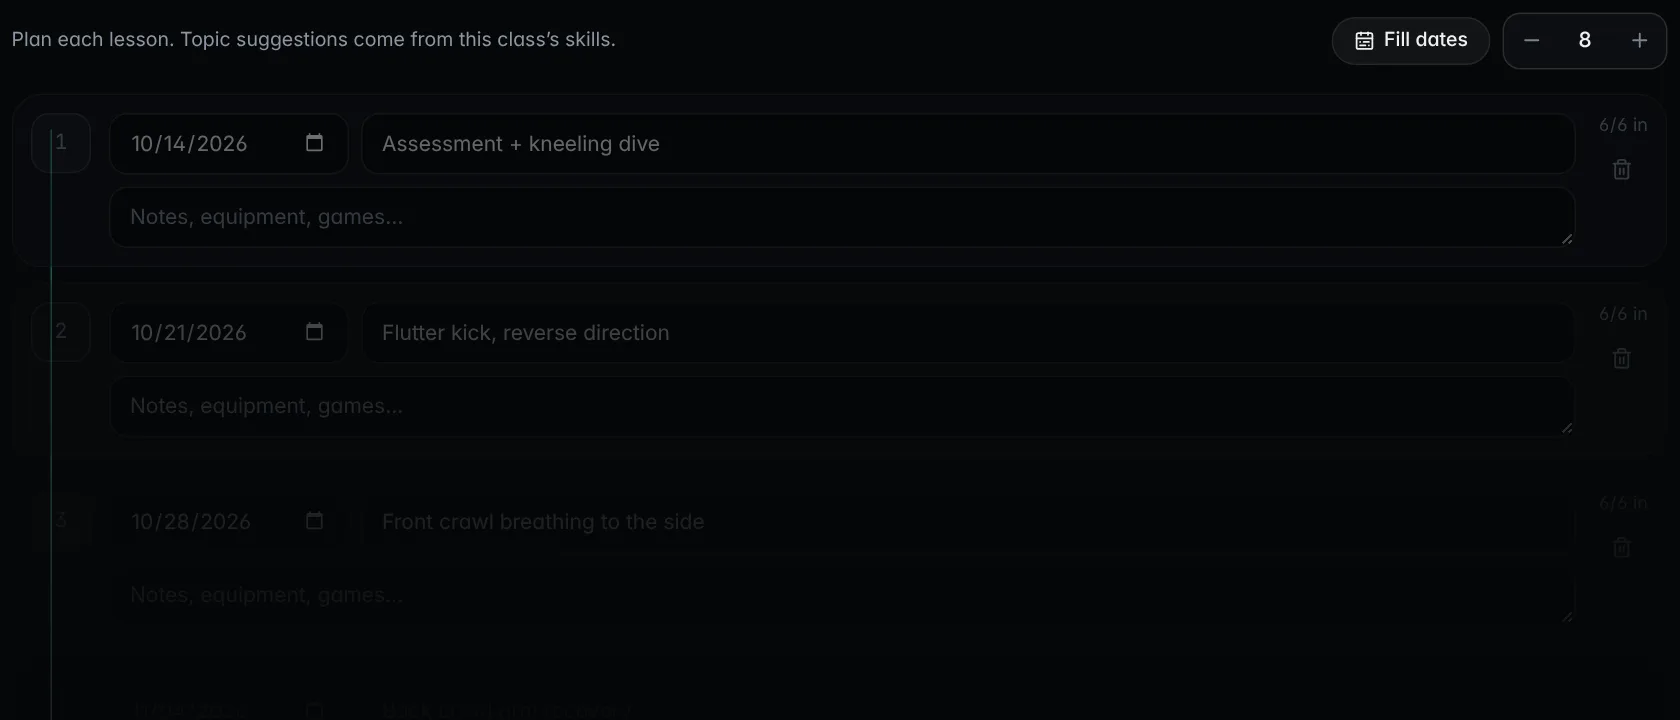 Plan each lesson. Topic suggestions come from this class’s skills.
Fill dates
8
1
10/14/2026
Assessment + kneeling dive
6/6 in
Notes, equipment, games...
2
10/21/2026
Flutter kick, reverse direction
6/6 in
Notes, equipment, games...
3
10/28/2026
Front crawl breathing to the side
6/6 in
Notes, equipment, games...